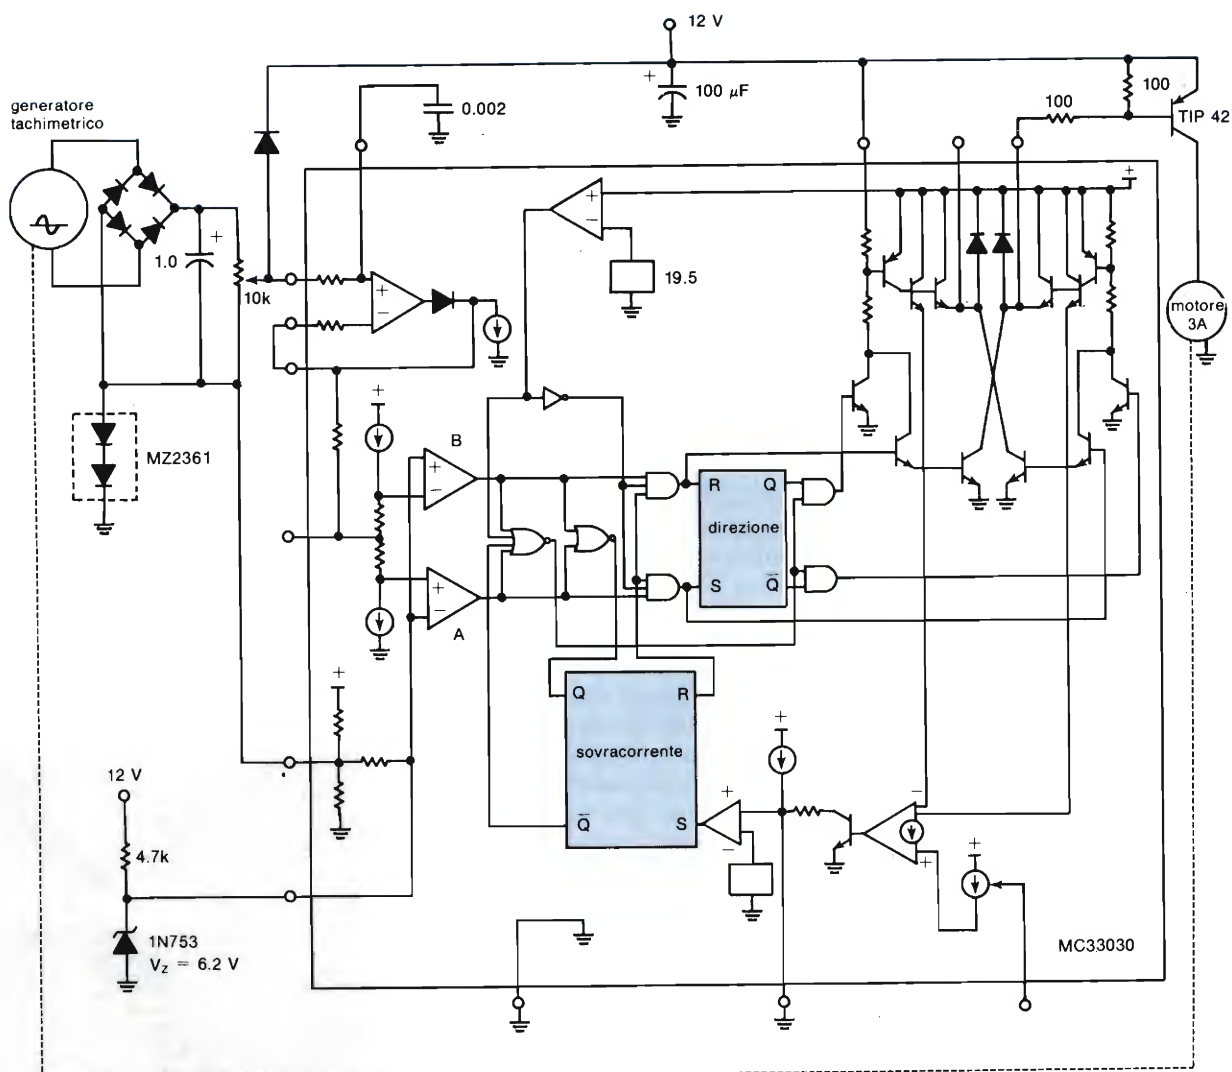 12 V
+
100 µF
0.002
100
100
TIP 42
generatore
tachimetrico
+
1.0
10k
+
−
+
−
19.5
+
motore
3A
MZ2361
+
B
+
−
+
−
A
R
Q
direzione
S
Q̅
Q
R
sovracorrente
Q̅
S
+
+
−
+
−
+
+
12 V
4.7k
1N753
V_Z = 6.2 V
MC33030